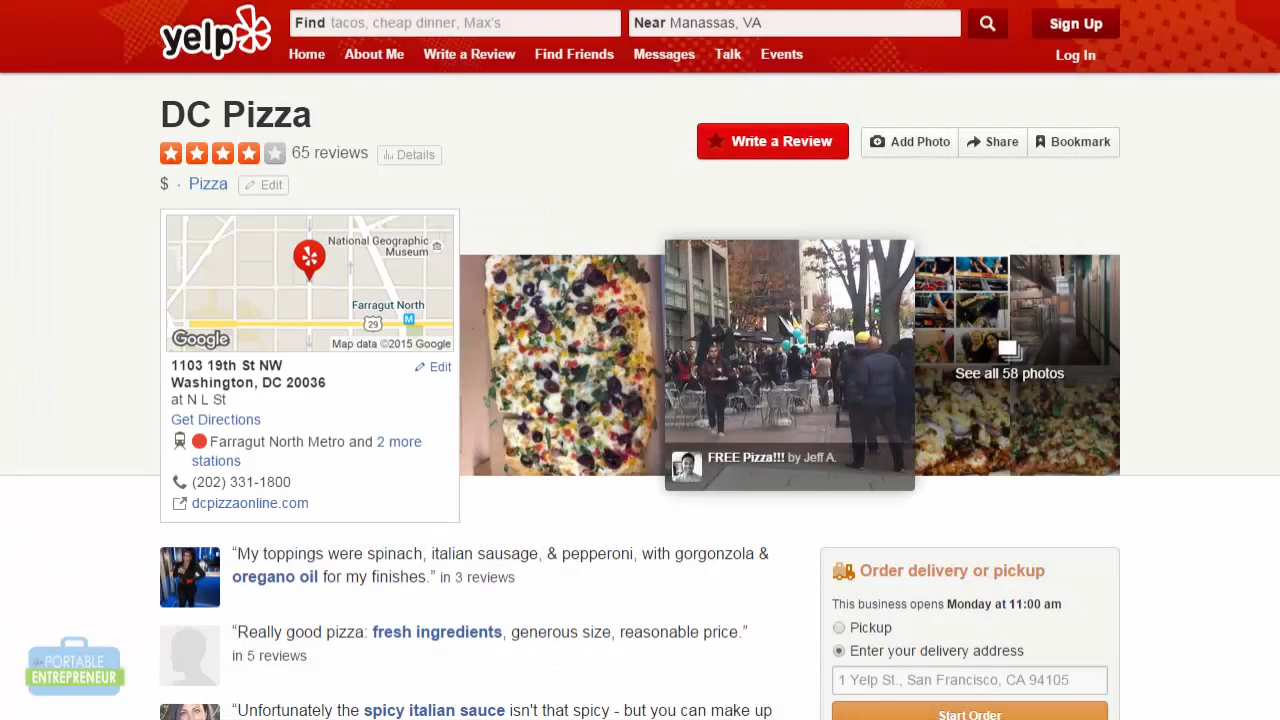 yelp
Find tacos, cheap dinner, Max's
Near Manassas, VA
Sign Up
Home
About Me
Write a Review
Find Friends
Messages
Talk
Events
Log In
DC Pizza
65 reviews
Details
Write a Review
Add Photo
Share
Bookmark
$ · Pizza
Edit
National Geographic
Museum
Farragut North
M
29
Google
Map data ©2015 Google
1103 19th St NW
Edit
Washington, DC 20036
at N L St
Get Directions
Farragut North Metro and 2 more
stations
(202) 331-1800
dcpizzaonline.com
FREE Pizza!!! by Jeff A.
See all 58 photos
“My toppings were spinach, italian sausage, & pepperoni, with gorgonzola &
oregano oil for my finishes.” in 3 reviews
“Really good pizza: fresh ingredients, generous size, reasonable price.”
in 5 reviews
“Unfortunately the spicy italian sauce isn't that spicy - but you can make up
Order delivery or pickup
This business opens Monday at 11:00 am
Pickup
Enter your delivery address
1 Yelp St., San Francisco, CA 94105
Start Order
the PORTABLE
ENTREPRENEUR